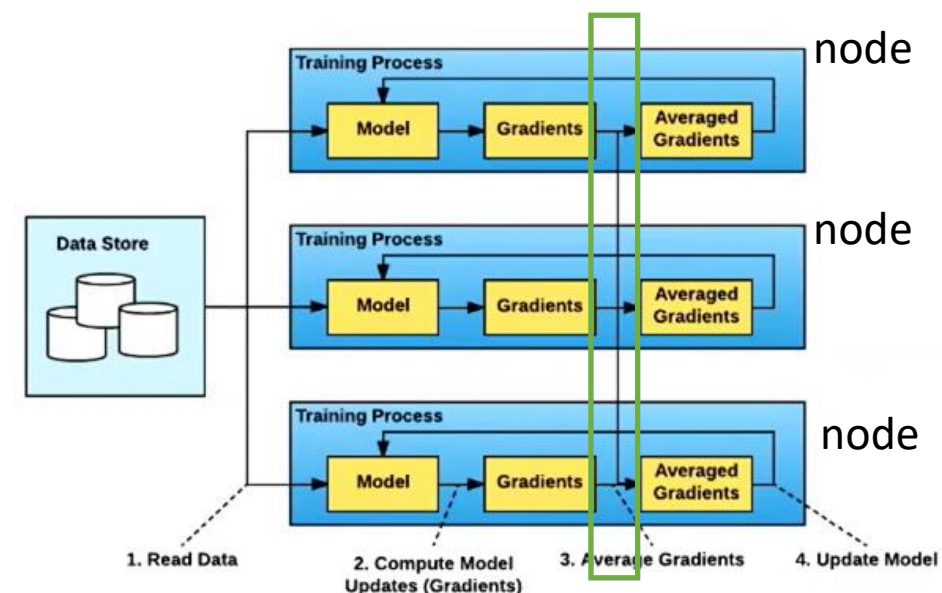 node
Training Process
Model
Gradients
Averaged
Gradients
node
Data Store
Training Process
Model
Gradients
Averaged
Gradients
node
Training Process
Model
Gradients
Averaged
Gradients
1. Read Data
2. Compute Model
Updates (Gradients)
3. Average Gradients
4. Update Model